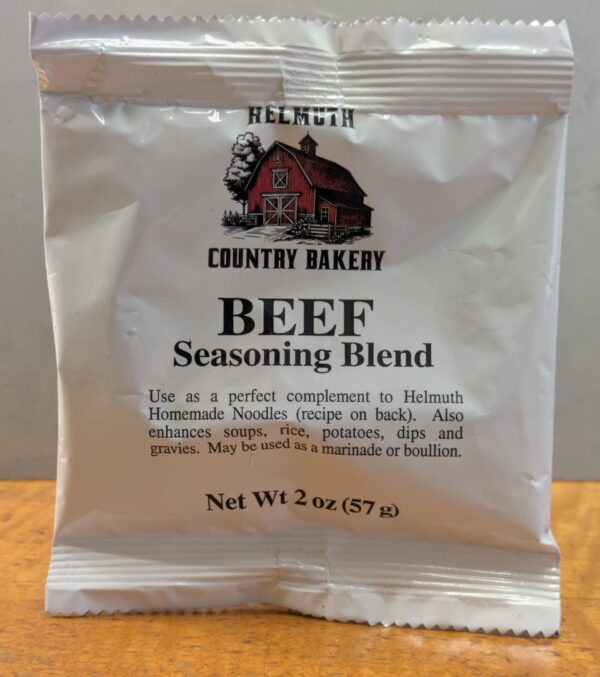 HELMUTH
COUNTRY BAKERY
BEEF
Seasoning Blend
Use as a perfect complement to Helmuth
Homemade Noodles (recipe on back). Also
enhances soups, rice, potatoes, dips and
gravies. May be used as a marinade or boullion.
Net Wt 2 oz (57 g)